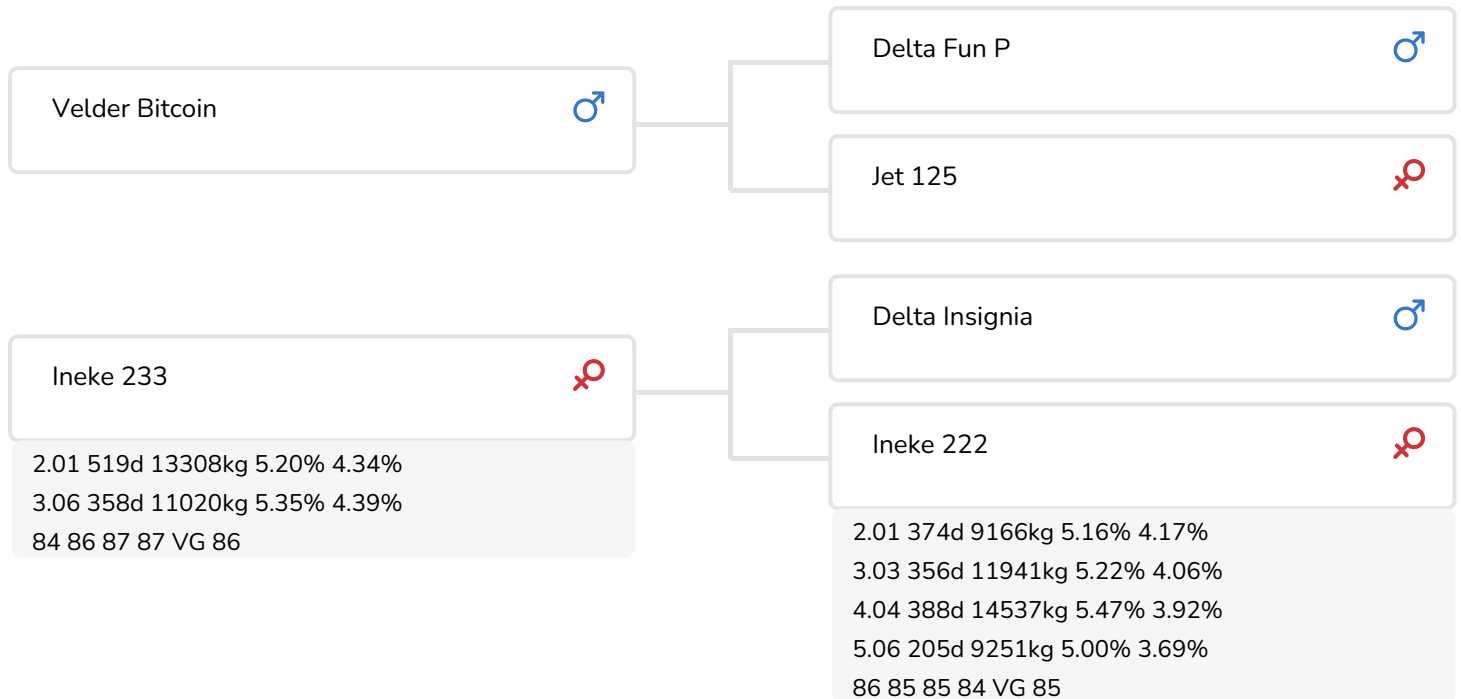 Velder Bitcoin
Delta Fun P
Jet 125
Ineke 233
2.01 519d 13308kg 5.20% 4.34%
3.06 358d 11020kg 5.35% 4.39%
84 86 87 87 VG 86
Delta Insignia
Ineke 222
2.01 374d 9166kg 5.16% 4.17%
3.03 356d 11941kg 5.22% 4.06%
4.04 388d 14537kg 5.47% 3.92%
5.06 205d 9251kg 5.00% 3.69%
86 85 85 84 VG 85